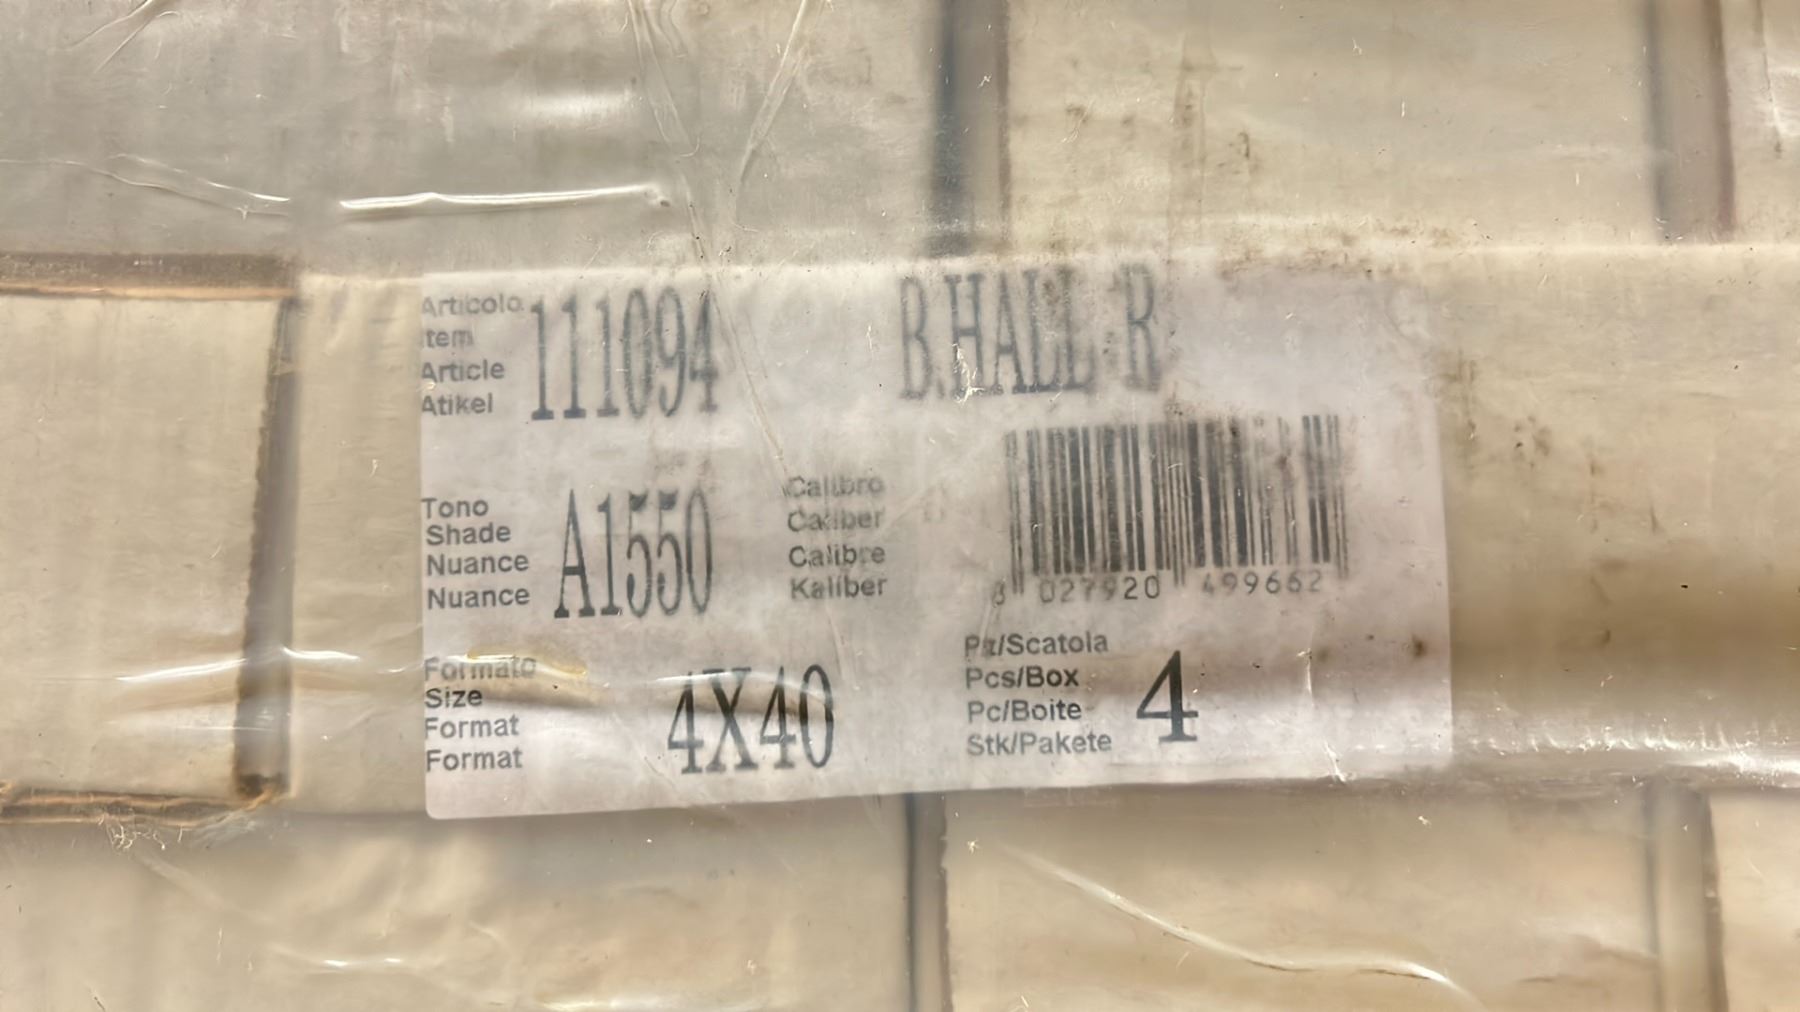 Articolo
Item
Article
Atikel
111094
B.HALL R
Tono
Shade
Nuance
Nuance
A1550
Calibro
Caliber
Calibre
Kaliber
8 027920 499662
Formato
Size
Format
Format
4X40
Pz/Scatola
Pcs/Box
Pc/Boite
Stk/Pakete
4